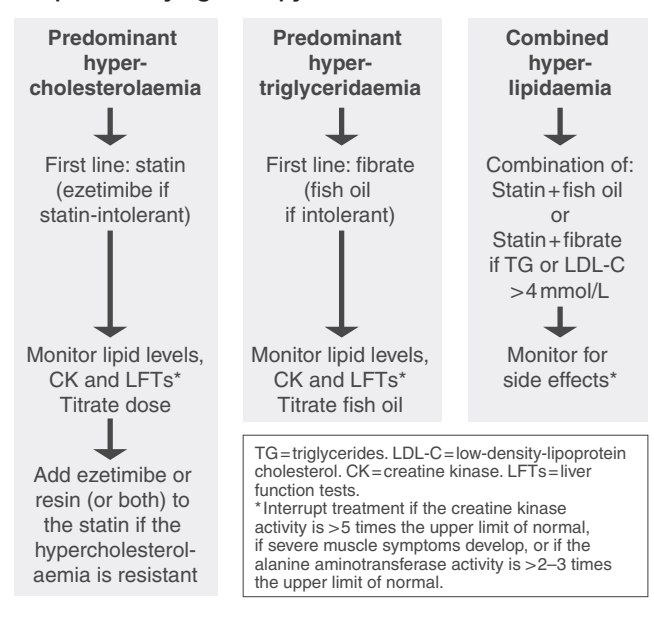 Predominant
hyper-
cholesterolaemia
First line: statin
(ezetimibe if
statin-intolerant)
Monitor lipid levels,
CK and LFTs*
Titrate dose
Add ezetimibe or
resin (or both) to
the statin if the
hypercholesterol-
aemia is resistant
Predominant
hyper-
triglyceridaemia
First line: fibrate
(fish oil
if intolerant)
Monitor lipid levels,
CK and LFTs*
Titrate fish oil
Combined
hyper-
lipidaemia
Combination of:
Statin+fish oil
or
Statin+fibrate
if TG or LDL-C
>4 mmol/L
Monitor for
side effects*
TG=triglycerides. LDL-C=low-density-lipoprotein
cholesterol. CK=creatine kinase. LFTs=liver
function tests.
*Interrupt treatment if the creatine kinase
activity is >5 times the upper limit of normal,
if severe muscle symptoms develop, or if the
alanine aminotransferase activity is >2–3 times
the upper limit of normal.